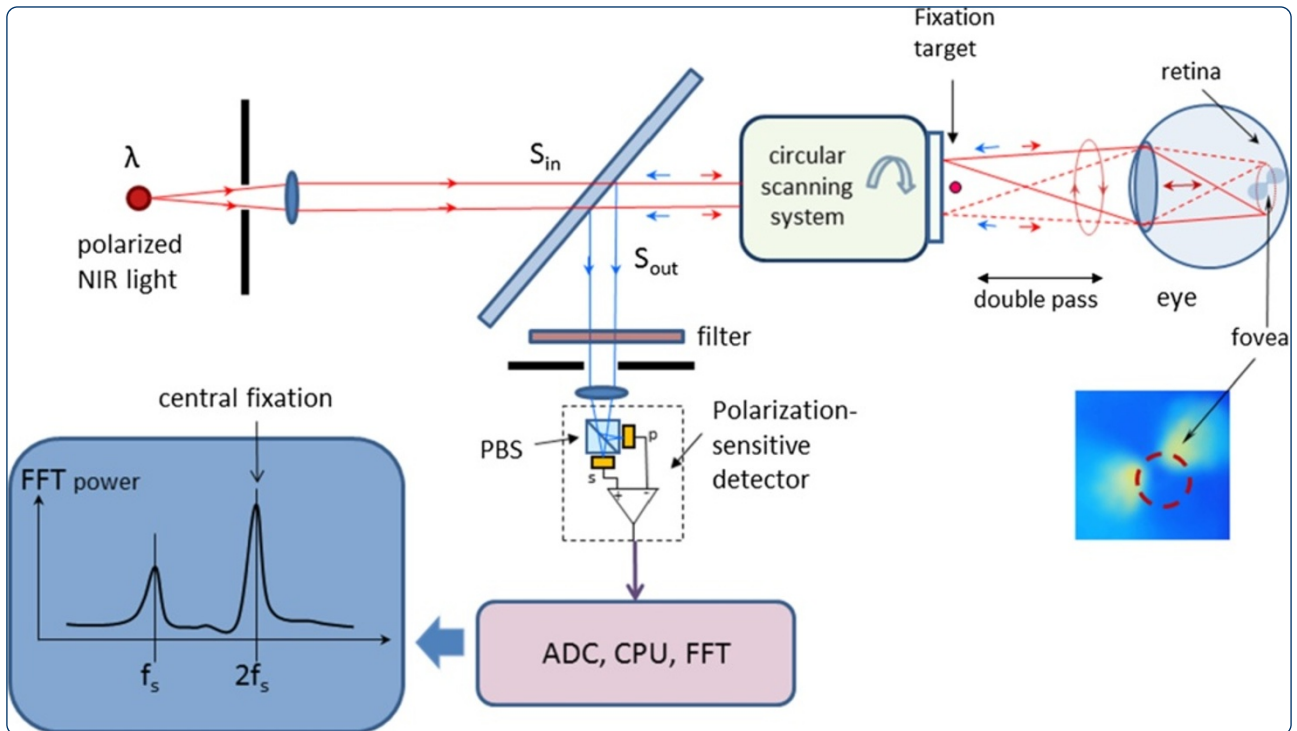 Fixation
target
retina
λ
S_in
circular
scanning
system
polarized
NIR light
S_out
double pass
eye
filter
fovea
central fixation
PBS
p
s
+
-
Polarization-
sensitive
detector
FFT power
f_s
2f_s
ADC, CPU, FFT